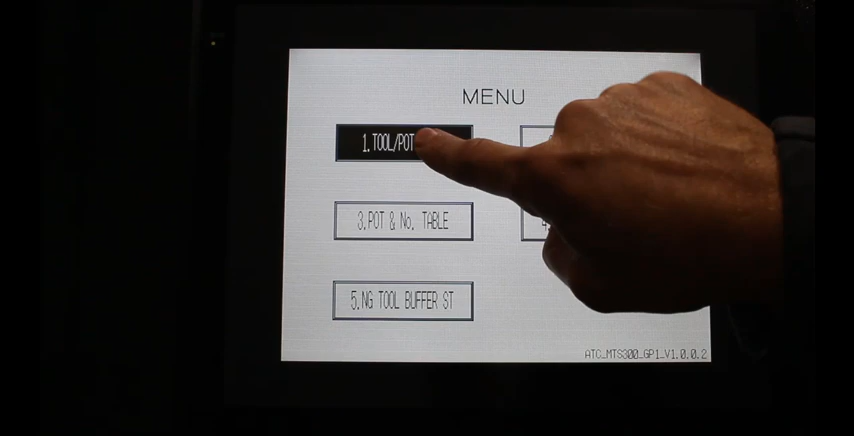 MENU
1.TOOL/POT
3.POT & No. TABLE
5.NG TOOL BUFFER ST
ATC_MTS300_GP1_V1.0.0.2